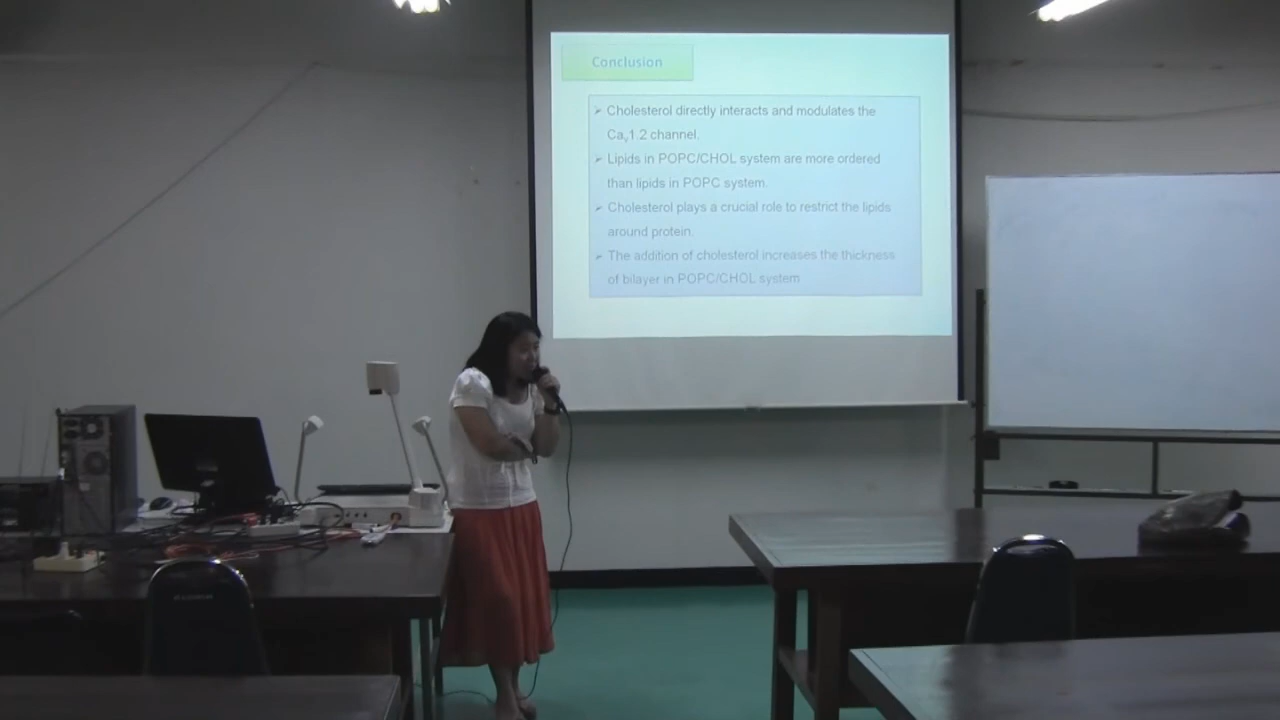 Conclusion
➢ Cholesterol directly interacts and modulates the
Caᵥ1.2 channel.
➢ Lipids in POPC/CHOL system are more ordered
than lipids in POPC system.
➢ Cholesterol plays a crucial role to restrict the lipids
around protein.
➢ The addition of cholesterol increases the thickness
of bilayer in POPC/CHOL system